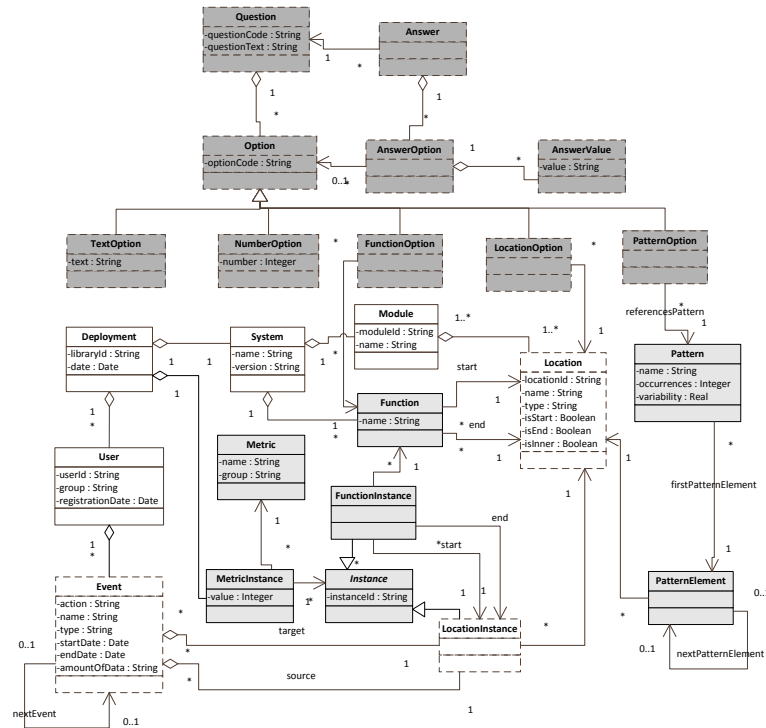 Question
-questionCode : String
-questionText : String
Answer
1
*
1
*
1
*
Option
-optionCode : String
AnswerOption
AnswerValue
-value : String
1
*
0..1
*
TextOption
-text : String
NumberOption
-number : Integer
FunctionOption
LocationOption
PatternOption
*
*
*
referencesPattern
1
1
Deployment
-libraryId : String
-date : Date
System
-name : String
-version : String
Module
-moduleId : String
-name : String
1..*
1..*
1
1
1
*
1
1
1
*
Location
-locationId : String
-name : String
-type : String
-isStart : Boolean
-isEnd : Boolean
-isInner : Boolean
Pattern
-name : String
-occurrences : Integer
-variability : Real
Function
-name : String
start
*
1
end
*
*
1
1
*
1
*
User
-userId : String
-group : String
-registrationDate : Date
Metric
-name : String
-group : String
1
*
1
1
*
firstPatternElement
1
FunctionInstance
*
1
*start
end
1
*
1
*
Event
-action : String
-name : String
-type : String
-startDate : Date
-endDate : Date
-amountOfData : String
MetricInstance
-value : Integer
Instance
-instanceId : String
1
*
1
1
LocationInstance
PatternElement
*
0..1
nextPatternElement
0..
*
target
*
1
*
source
*
1
1
0..1
nextEvent
0..1